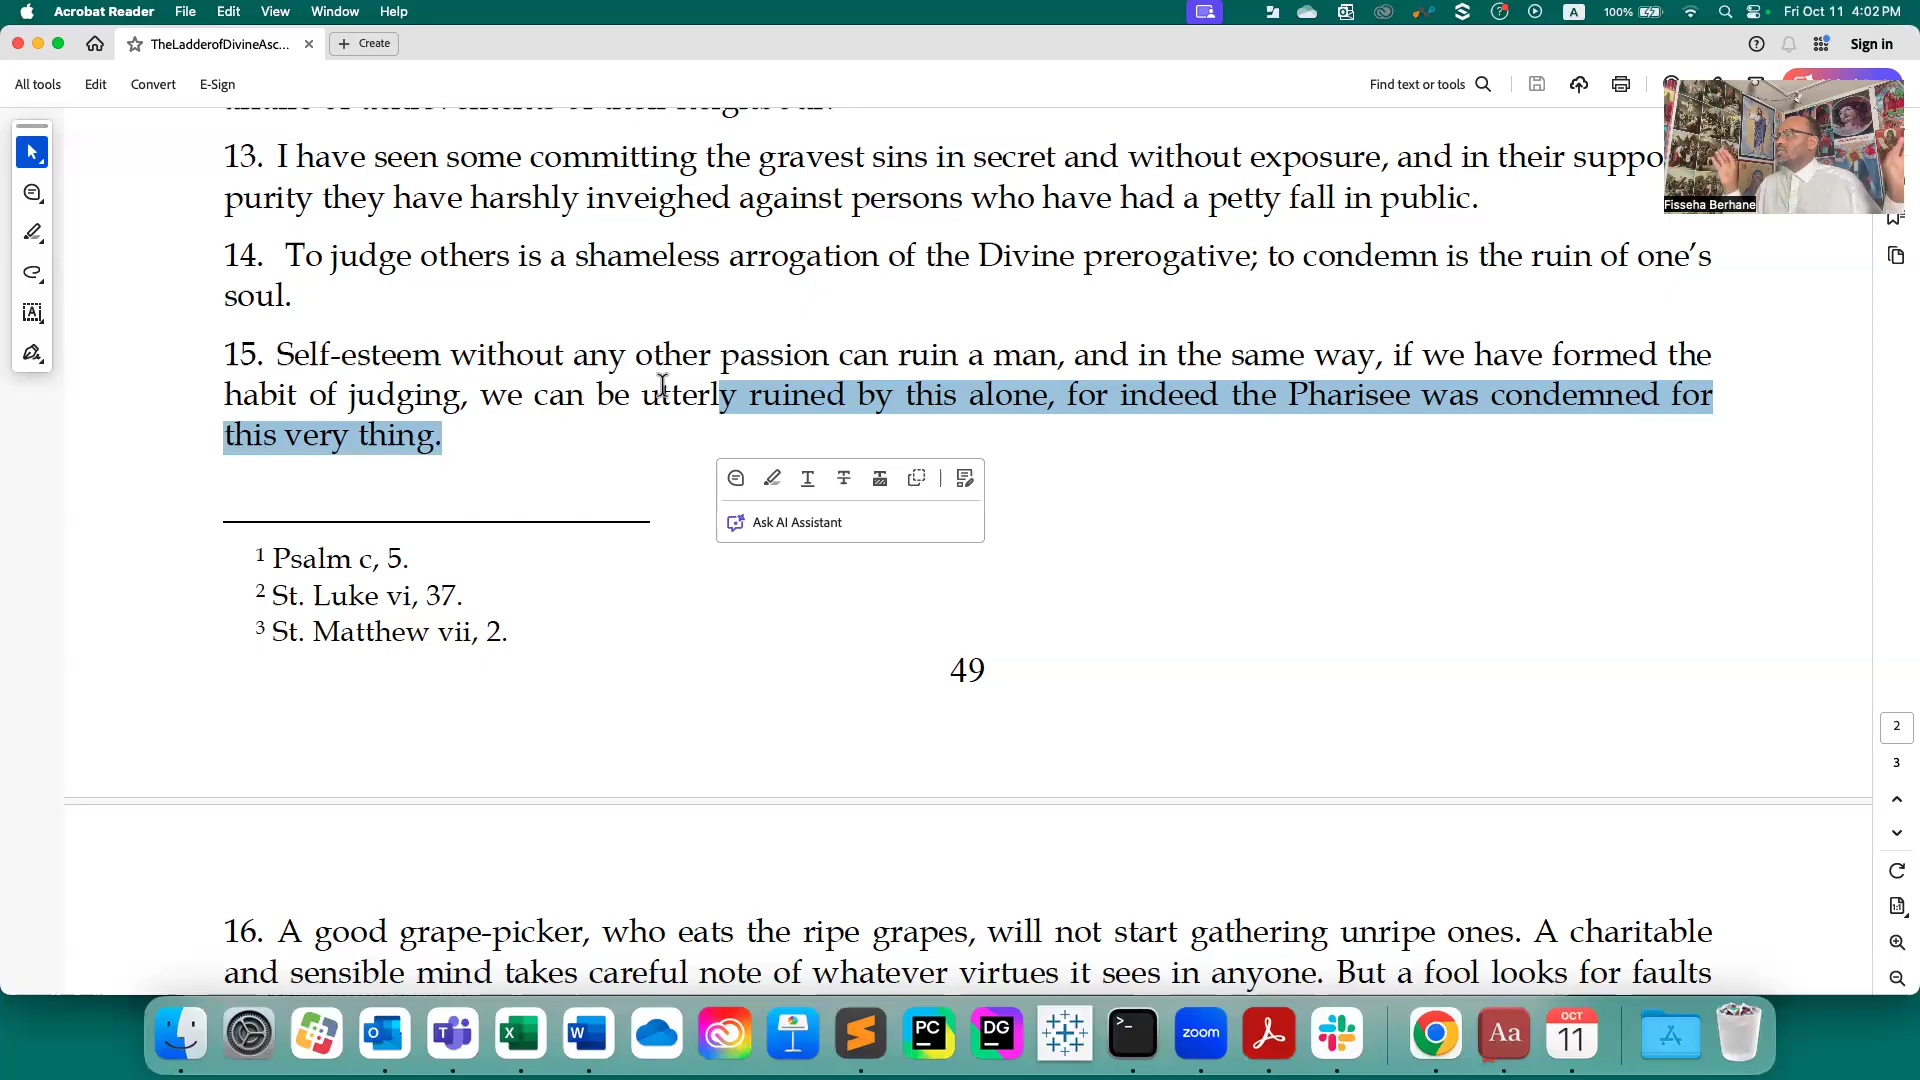 Acrobat Reader File Edit View Window Help
100% Fri Oct 11 4:02 PM
TheLadderofDivineAsc... Create
Sign in
All tools Edit Convert E-Sign
Find text or tools
13. I have seen some committing the gravest sins in secret and without exposure, and in their
purity they have harshly inveighed against persons who have had a petty fall in public.
Fisseha Berhane
14. To judge others is a shameless arrogation of the Divine prerogative; to condemn is the ruin of one’s
soul.
15. Self-esteem without any other passion can ruin a man, and in the same way, if we have formed the
habit of judging, we can be utterly ruined by this alone, for indeed the Pharisee was condemned for
this very thing.
Ask AI Assistant
1 Psalm c, 5.
2 St. Luke vi, 37.
3 St. Matthew vii, 2.
49
2
3
16. A good grape-picker, who eats the ripe grapes, will not start gathering unripe ones. A charitable
and sensible mind takes careful note of whatever virtues it sees in anyone. But a fool looks for faults
PC DG zoom Aa OCT 11